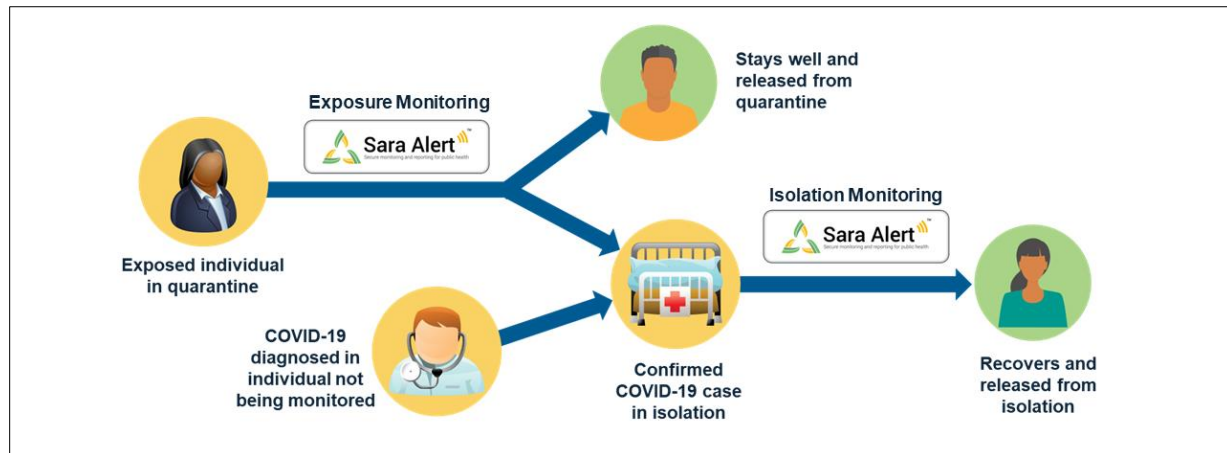 Exposure Monitoring
Sara Alert™
Secure monitoring and reporting for public health
Stays well and
released from
quarantine
Exposed individual
in quarantine
COVID-19
diagnosed in
individual not
being monitored
Confirmed
COVID-19 case
in isolation
Isolation Monitoring
Sara Alert™
Secure monitoring and reporting for public health
Recovers and
released from
isolation